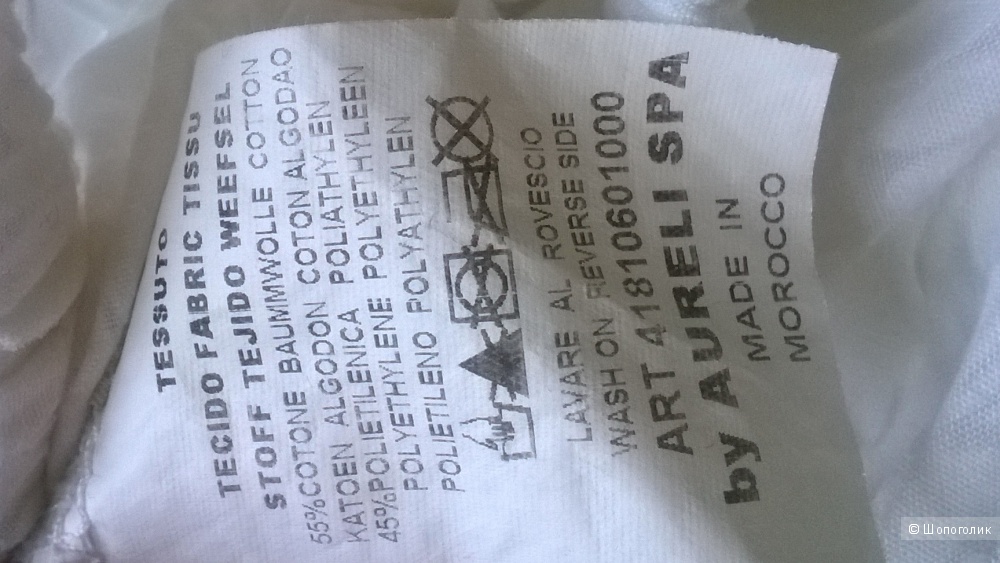 TESSUTO
TECIDO FABRIC TISSU
STOFF TEJIDO WEEFSEL
55%COTONE BAUMMWOLLE COTTON
KATOEN ALGODON COTON ALGODAO
45%POLIETILENICA POLIATHYLEN
POLYETHYLENE POLYETHYLEEN
POLIETILENO POLYATHYLEN
LAVARE AL ROVESCIO
WASH ON REVERSE SIDE
ART 41810601000
by AURELI SPA
MADE IN
MOROCCO
© Шопоголик